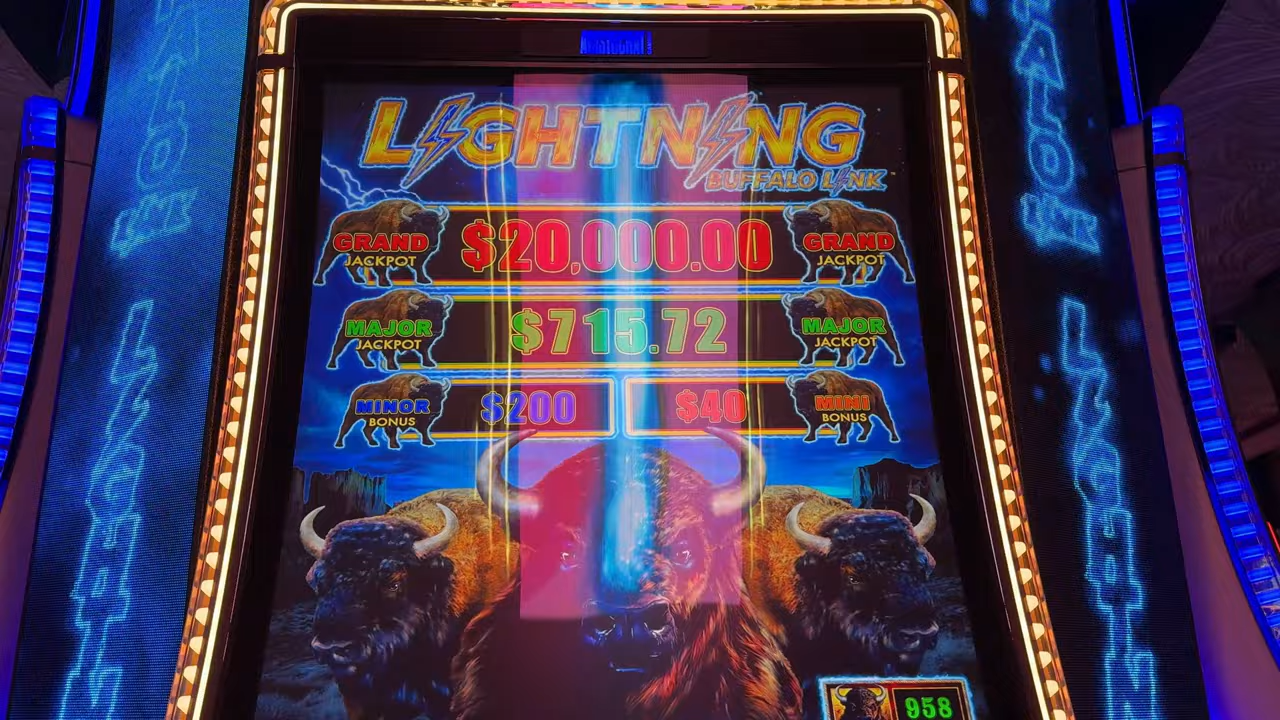 LIGHTNING
BUFFALO LINK™
GRAND JACKPOT $20,000.00 GRAND JACKPOT
MAJOR JACKPOT $715.72 MAJOR JACKPOT
MINOR BONUS $200 $40 MINI BONUS
958